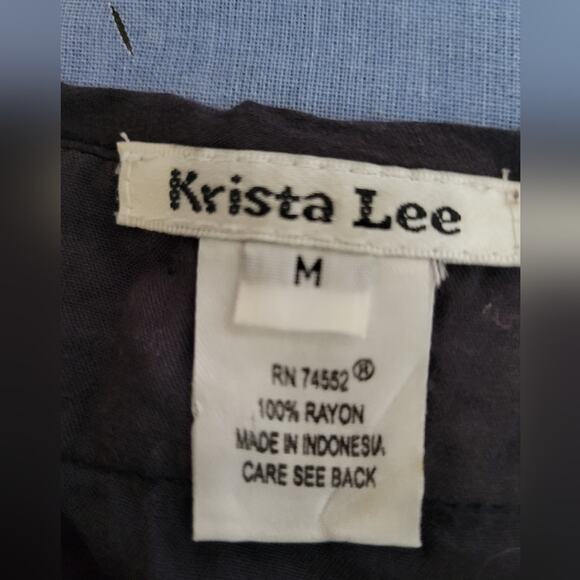 Krista Lee
M
RN 74552 ®
100% RAYON
MADE IN INDONESIA
CARE SEE BACK